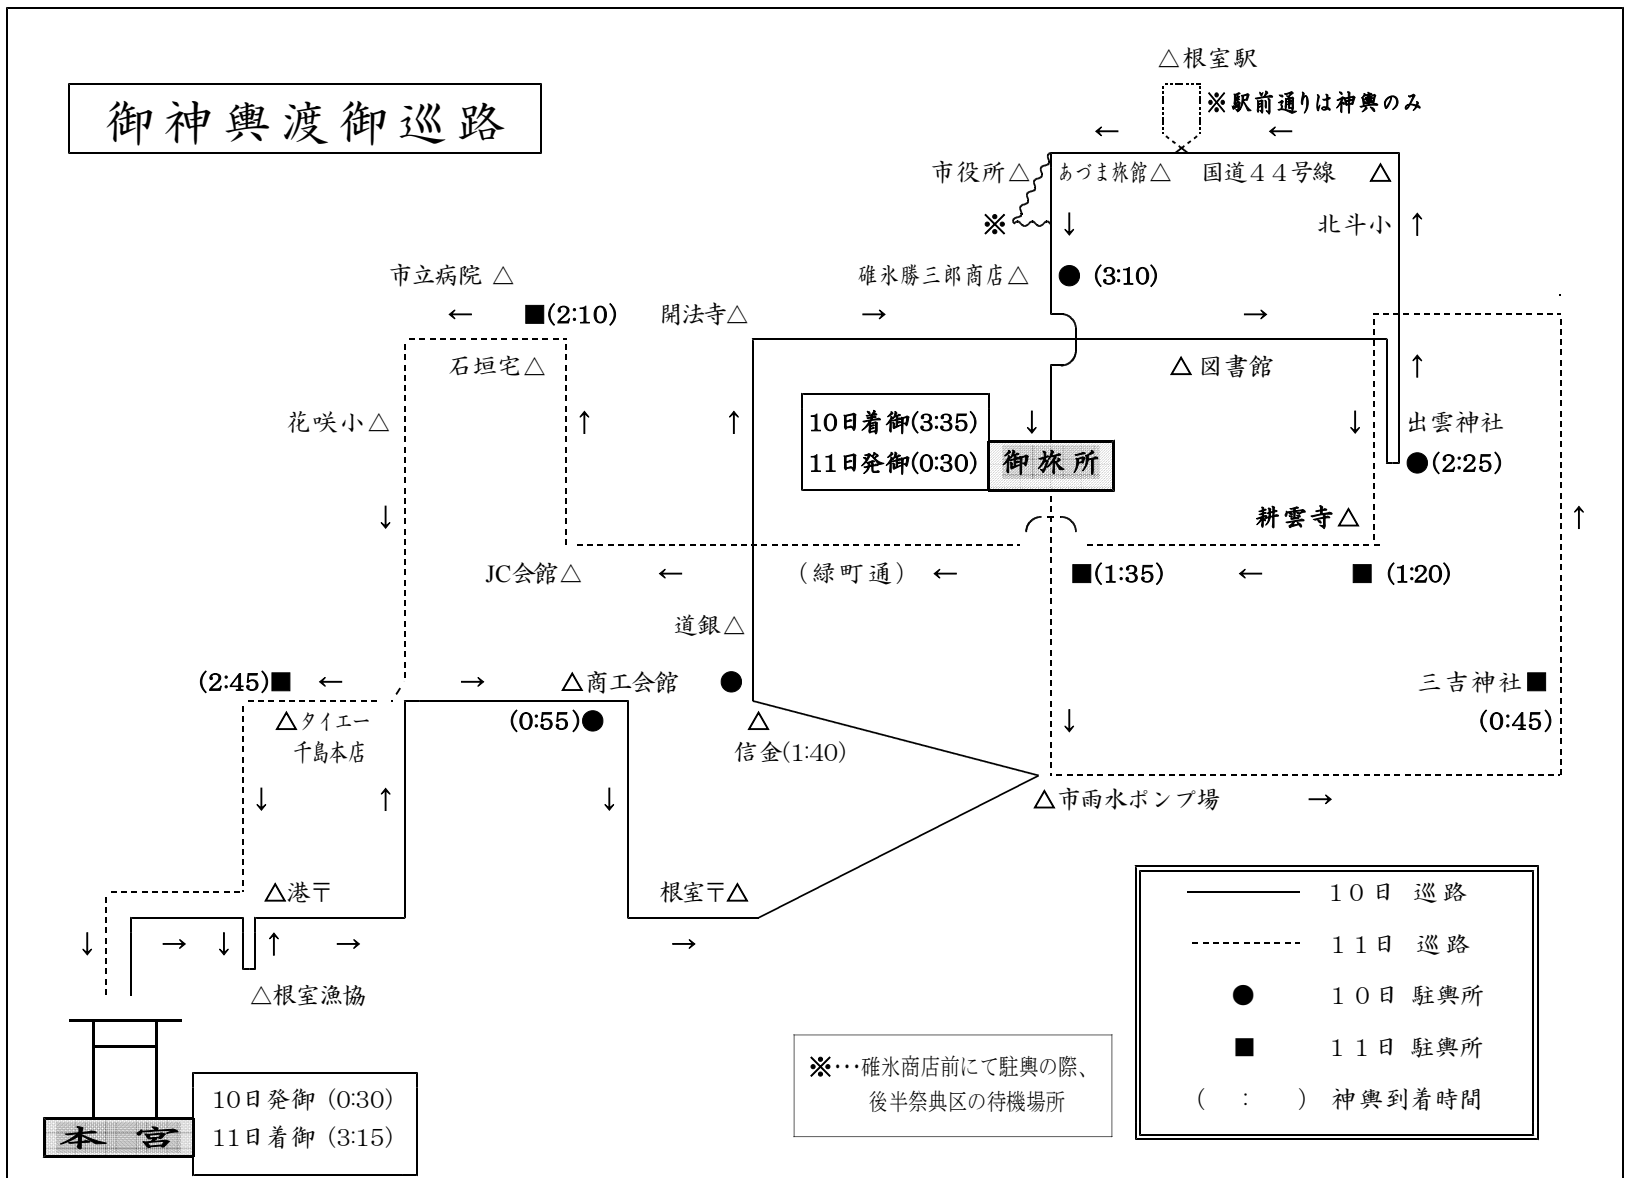 △根室駅
御神輿渡御巡路
※駅前通りは神輿のみ
← ←
市役所△
あづま旅館△
国道４４号線 △
※
↓
北斗小
↑
市立病院 △
碓氷勝三郎商店△
● (3:10)
← ■(2:10)
開法寺△
→ →
石垣宅△
△図書館
↑
花咲小△
↑ ↑
10日着御(3:35)
↓
↓
出雲神社
11日発御(0:30)
御旅所
●(2:25)
↓
耕雲寺△
↑
JC会館△
←
（緑町通） ←
■(1:35) ← ■ (1:20)
道銀△
(2:45)■ ← →
△商工会館 ●
三吉神社■
△タイエー
千島本店
(0:55)●
△
信金(1:40)
↓
(0:45)
↓ ↑ ↓
△市雨水ポンプ場 →
△港〒
根室〒△
１０日 巡路
↓ → ↓ ↑ → →
１１日 巡路
△根室漁協
● １０日 駐輿所
■ １１日 駐輿所
（ ： ） 神輿到着時間
※…碓氷商店前にて駐輿の際、
後半祭典区の待機場所
10日発御 (0:30)
11日着御 (3:15)
本宮